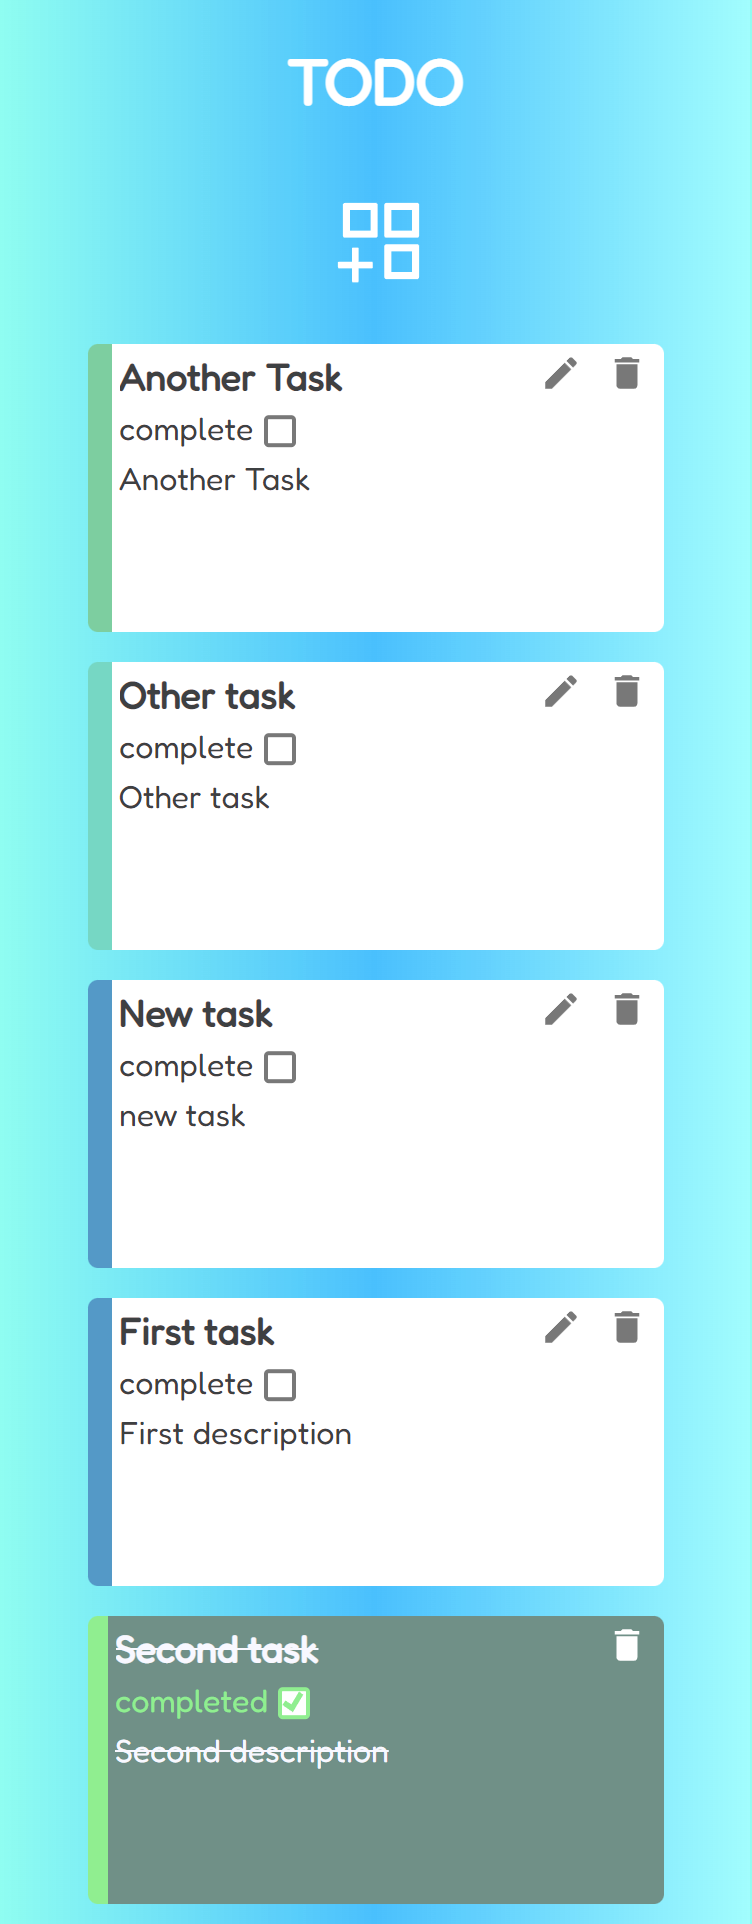 TODO
Another Task
complete
Another Task
Other task
complete
Other task
New task
complete
new task
First task
complete
First description
Second task
completed
Second description